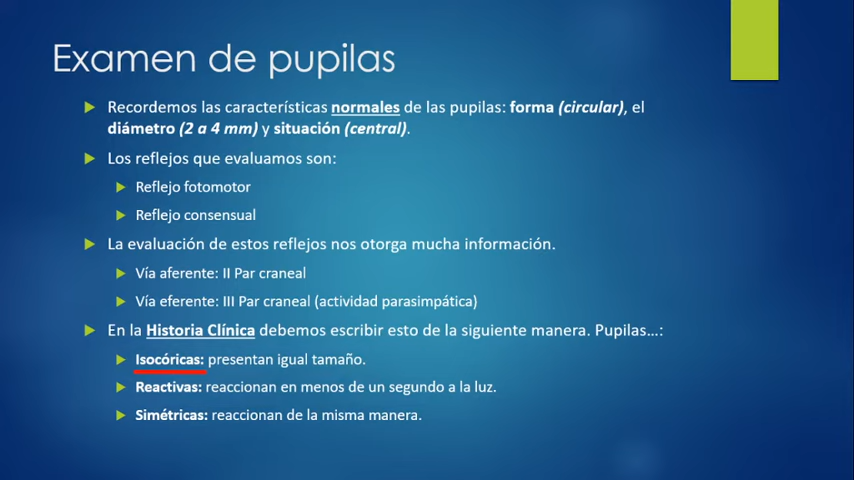 Examen de pupilas
Recordemos las características normales de las pupilas: forma (circular), el
diámetro (2 a 4 mm) y situación (central).
Los reflejos que evaluamos son:
Reflejo fotomotor
Reflejo consensual
La evaluación de estos reflejos nos otorga mucha información.
Vía aferente: II Par craneal
Vía eferente: III Par craneal (actividad parasimpática)
En la Historia Clínica debemos escribir esto de la siguiente manera. Pupilas...:
Isocóricas: presentan igual tamaño.
Reactivas: reaccionan en menos de un segundo a la luz.
Simétricas: reaccionan de la misma manera.